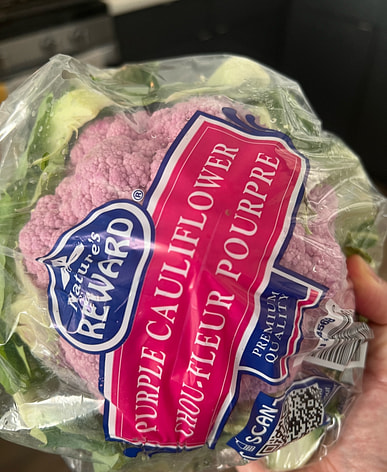 Nature's
REWARD®
PURPLE CAULIFLOWER
CHOU-FLEUR POURPRE
PREMIUM
QUALITY
SCAN